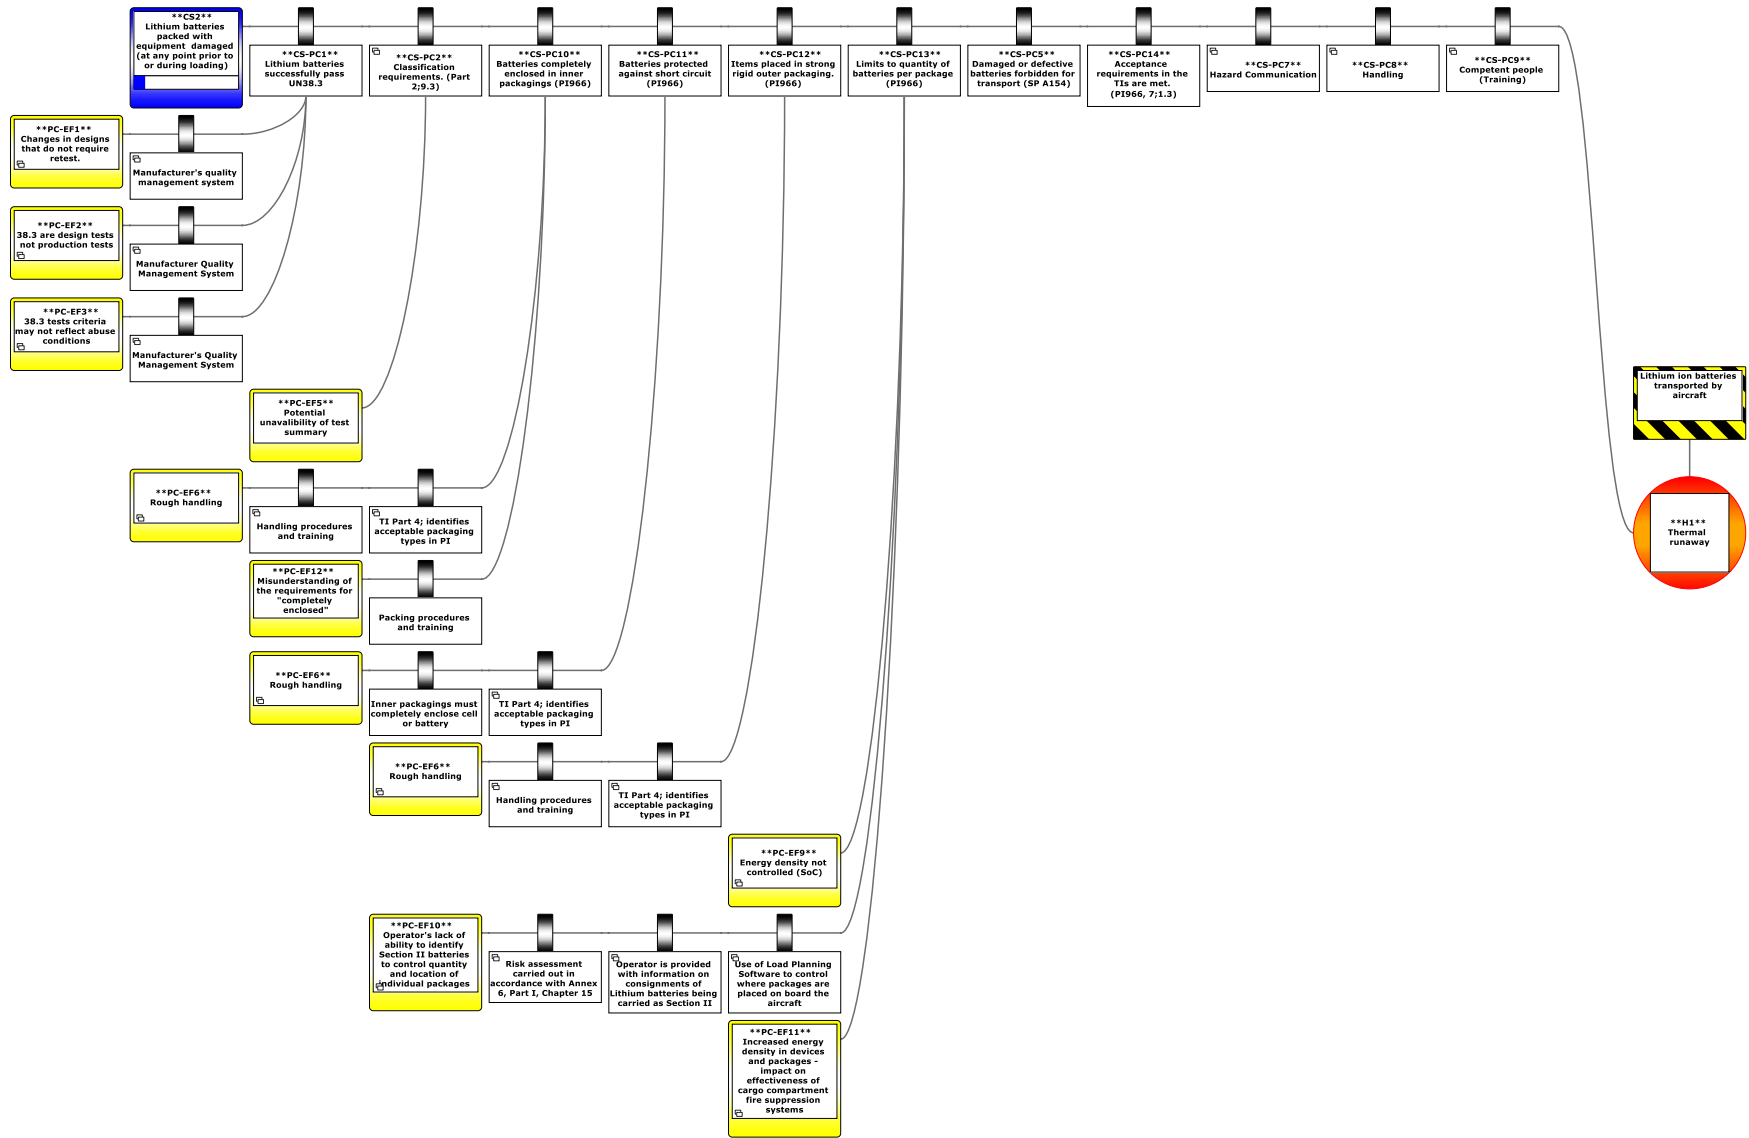 **CS2**
Lithium batteries
packed with
equipment damaged
(at any point prior to
or during loading)
**CS-PC1**
Lithium batteries
successfully pass
UN38.3
**CS-PC2**
Classification
requirements. (Part
2;9.3)
**CS-PC10**
Batteries completely
enclosed in inner
packagings (PI966)
**CS-PC11**
Batteries protected
against short circuit
(PI966)
**CS-PC12**
Items placed in strong
rigid outer packaging.
(PI966)
**CS-PC13**
Limits to quantity of
batteries per package
(PI966)
**CS-PC5**
Damaged or defective
batteries forbidden for
transport (SP A154)
**CS-PC14**
Acceptance
requirements in the
TIs are met.
(PI966, 7;1.3)
**CS-PC7**
Hazard Communication
**CS-PC8**
Handling
**CS-PC9**
Competent people
(Training)
**PC-EF1**
Changes in designs
that do not require
retest.
Manufacturer's quality
management system
**PC-EF2**
38.3 are design tests
not production tests
Manufacturer Quality
Management System
**PC-EF3**
38.3 tests criteria
may not reflect abuse
conditions
Manufacturer's Quality
Management System
Lithium ion batteries
transported by
aircraft
**PC-EF5**
Potential
unavalibility of test
summary
**H1**
Thermal
runaway
**PC-EF6**
Rough handling
Handling procedures
and training
TI Part 4; identifies
acceptable packaging
types in PI
**PC-EF12**
Misunderstanding of
the requirements for
"completely
enclosed"
Packing procedures
and training
**PC-EF6**
Rough handling
Inner packagings must
completely enclose cell
or battery
TI Part 4; identifies
acceptable packaging
types in PI
**PC-EF6**
Rough handling
Handling procedures
and training
TI Part 4; identifies
acceptable packaging
types in PI
**PC-EF9**
Energy density not
controlled (SoC)
**PC-EF10**
Operator's lack of
ability to identify
Section II batteries
to control quantity
and location of
individual packages
Risk assessment
carried out in
accordance with Annex
6, Part I, Chapter 15
Operator is provided
with information on
consignments of
Lithium batteries being
carried as Section II
Use of Load Planning
Software to control
where packages are
placed on board the
aircraft
**PC-EF11**
Increased energy
density in devices
and packages -
impact on
effectiveness of
cargo compartment
fire suppression
systems